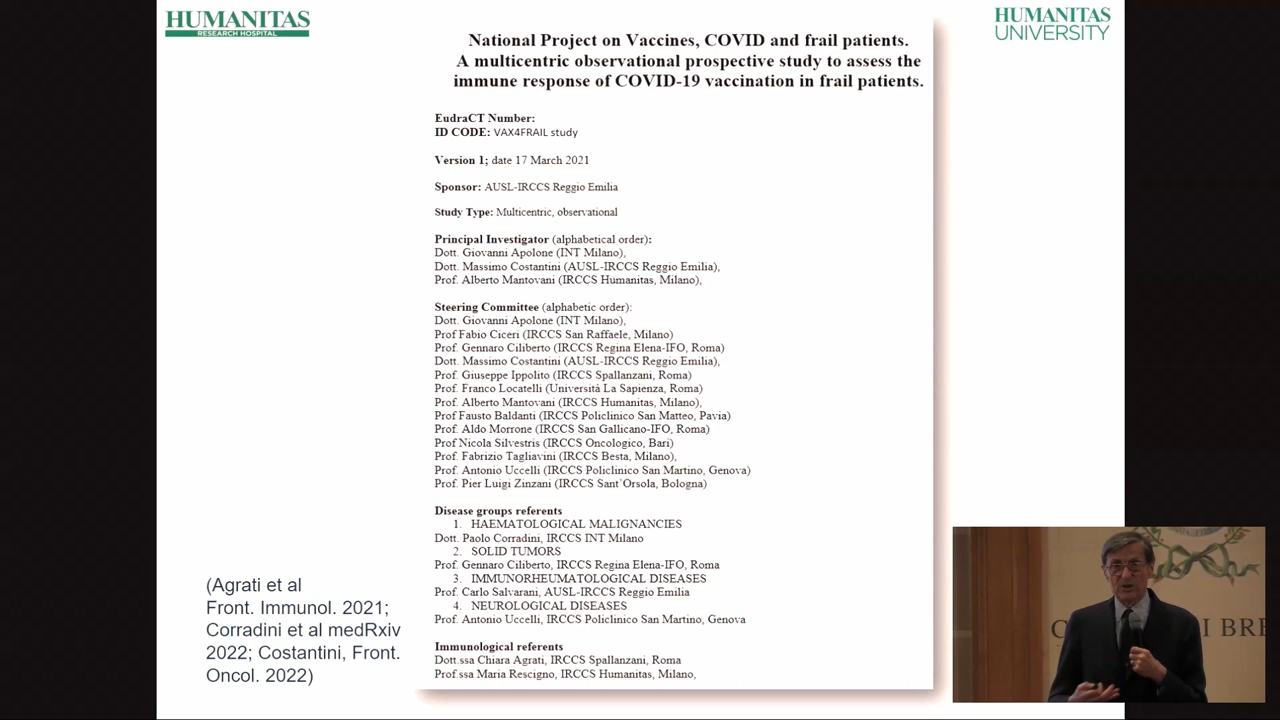 HUMANITAS
RESEARCH HOSPITAL
HUMANITAS
UNIVERSITY
National Project on Vaccines, COVID and frail patients.
A multicentric observational prospective study to assess the
immune response of COVID-19 vaccination in frail patients.
EudraCT Number:
ID CODE: VAX4FRAIL study
Version 1; date 17 March 2021
Sponsor: AUSL-IRCCS Reggio Emilia
Study Type: Multicentric, observational
Principal Investigator (alphabetical order):
Dott. Giovanni Apolone (INT Milano),
Dott. Massimo Costantini (AUSL-IRCCS Reggio Emilia),
Prof. Alberto Mantovani (IRCCS Humanitas, Milano),
Steering Committee (alphabetic order):
Dott. Giovanni Apolone (INT Milano),
Prof Fabio Ciceri (IRCCS San Raffaele, Milano)
Prof. Gennaro Ciliberto (IRCCS Regina Elena-IFO, Roma)
Dott. Massimo Costantini (AUSL-IRCCS Reggio Emilia),
Prof. Giuseppe Ippolito (IRCCS Spallanzani, Roma)
Prof. Franco Locatelli (Università La Sapienza, Roma)
Prof. Alberto Mantovani (IRCCS Humanitas, Milano),
Prof Fausto Baldanti (IRCCS Policlinico San Matteo, Pavia)
Prof. Aldo Morrone (IRCCS San Gallicano-IFO, Roma)
Prof Nicola Silvestris (IRCCS Oncologico, Bari)
Prof. Fabrizio Tagliavini (IRCCS Besta, Milano),
Prof. Antonio Uccelli (IRCCS Policlinico San Martino, Genova)
Prof. Pier Luigi Zinzani (IRCCS Sant'Orsola, Bologna)
Disease groups referents
1. HAEMATOLOGICAL MALIGNANCIES
Dott. Paolo Corradini, IRCCS INT Milano
2. SOLID TUMORS
Prof. Gennaro Ciliberto, IRCCS Regina Elena-IFO, Roma
3. IMMUNORHEUMATOLOGICAL DISEASES
Prof. Carlo Salvarani, AUSL-IRCCS Reggio Emilia
4. NEUROLOGICAL DISEASES
Prof. Antonio Uccelli, IRCCS Policlinico San Martino, Genova
Immunological referents
Dott.ssa Chiara Agrati, IRCCS Spallanzani, Roma
Prof.ssa Maria Rescigno, IRCCS Humanitas, Milano,
(Agrati et al
Front. Immunol. 2021;
Corradini et al medRxiv
2022; Costantini, Front.
Oncol. 2022)